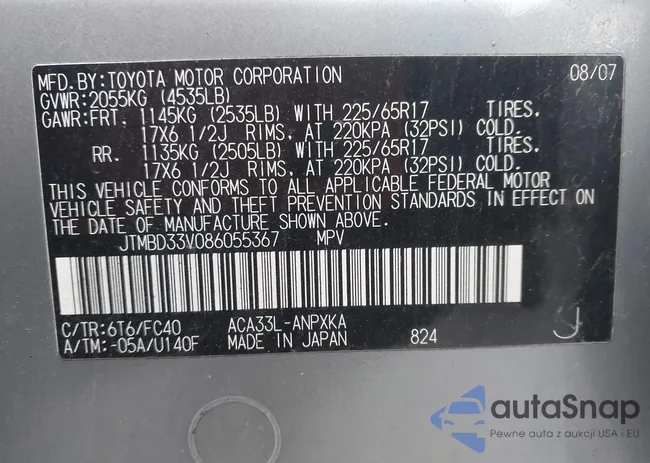 MFD.BY:TOYOTA MOTOR CORPORATION 08/07
GVWR:2055KG (4535LB)
GAWR:FRT. 1145KG (2535LB) WITH 225/65R17 TIRES,
17X6 1/2J RIMS, AT 220KPA (32PSI) COLD.
RR. 1135KG (2505LB) WITH 225/65R17 TIRES,
17X6 1/2J RIMS, AT 220KPA (32PSI) COLD.
THIS VEHICLE CONFORMS TO ALL APPLICABLE FEDERAL MOTOR
VEHICLE SAFETY AND THEFT PREVENTION STANDARDS IN EFFECT ON
THE DATE OF MANUFACTURE SHOWN ABOVE.
JTMBD33V086055367 MPV
C/TR:6T6/FC40 ACA33L-ANPXKA
A/TM:-05A/U140F MADE IN JAPAN 824 J
autaSnap
Pewne auta z aukcji USA i EU